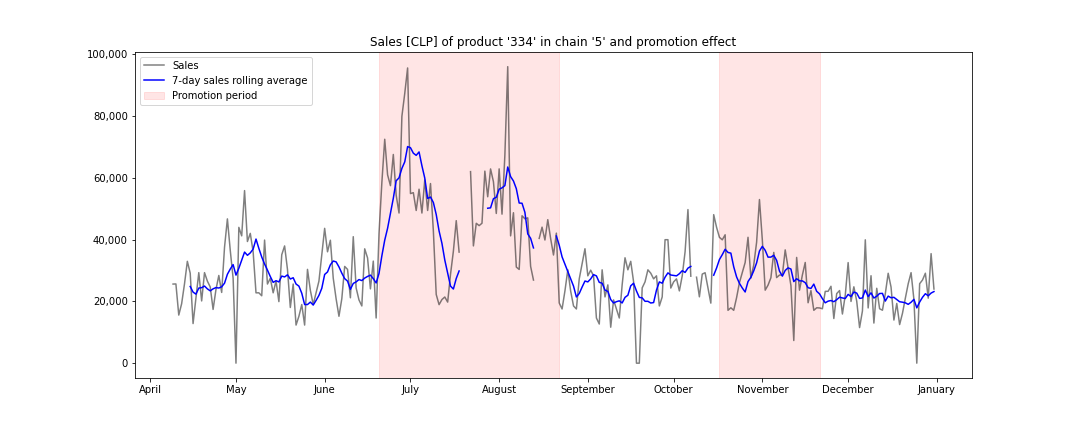 Sales [CLP] of product '334' in chain '5' and promotion effect
100,000
80,000
60,000
40,000
20,000
0
Sales
7-day sales rolling average
Promotion period
April May June July August September October November December January